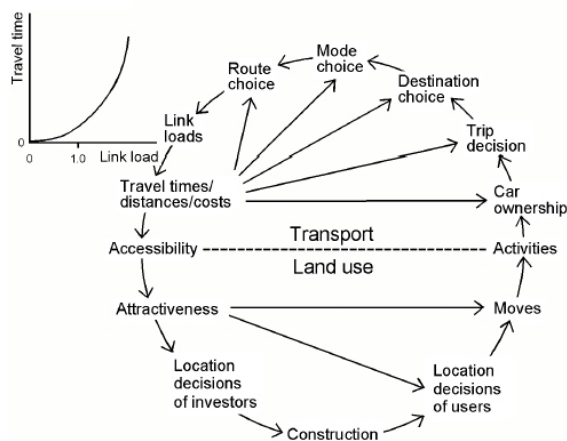 Travel time
0
0
1.0
Link load
Mode
choice
Route
choice
Destination
choice
Link
loads
Trip
decision
Travel times/
distances/costs
Car
ownership
Transport
Accessibility
Activities
Land use
Attractiveness
Moves
Location
decisions
of investors
Location
decisions
of users
Construction